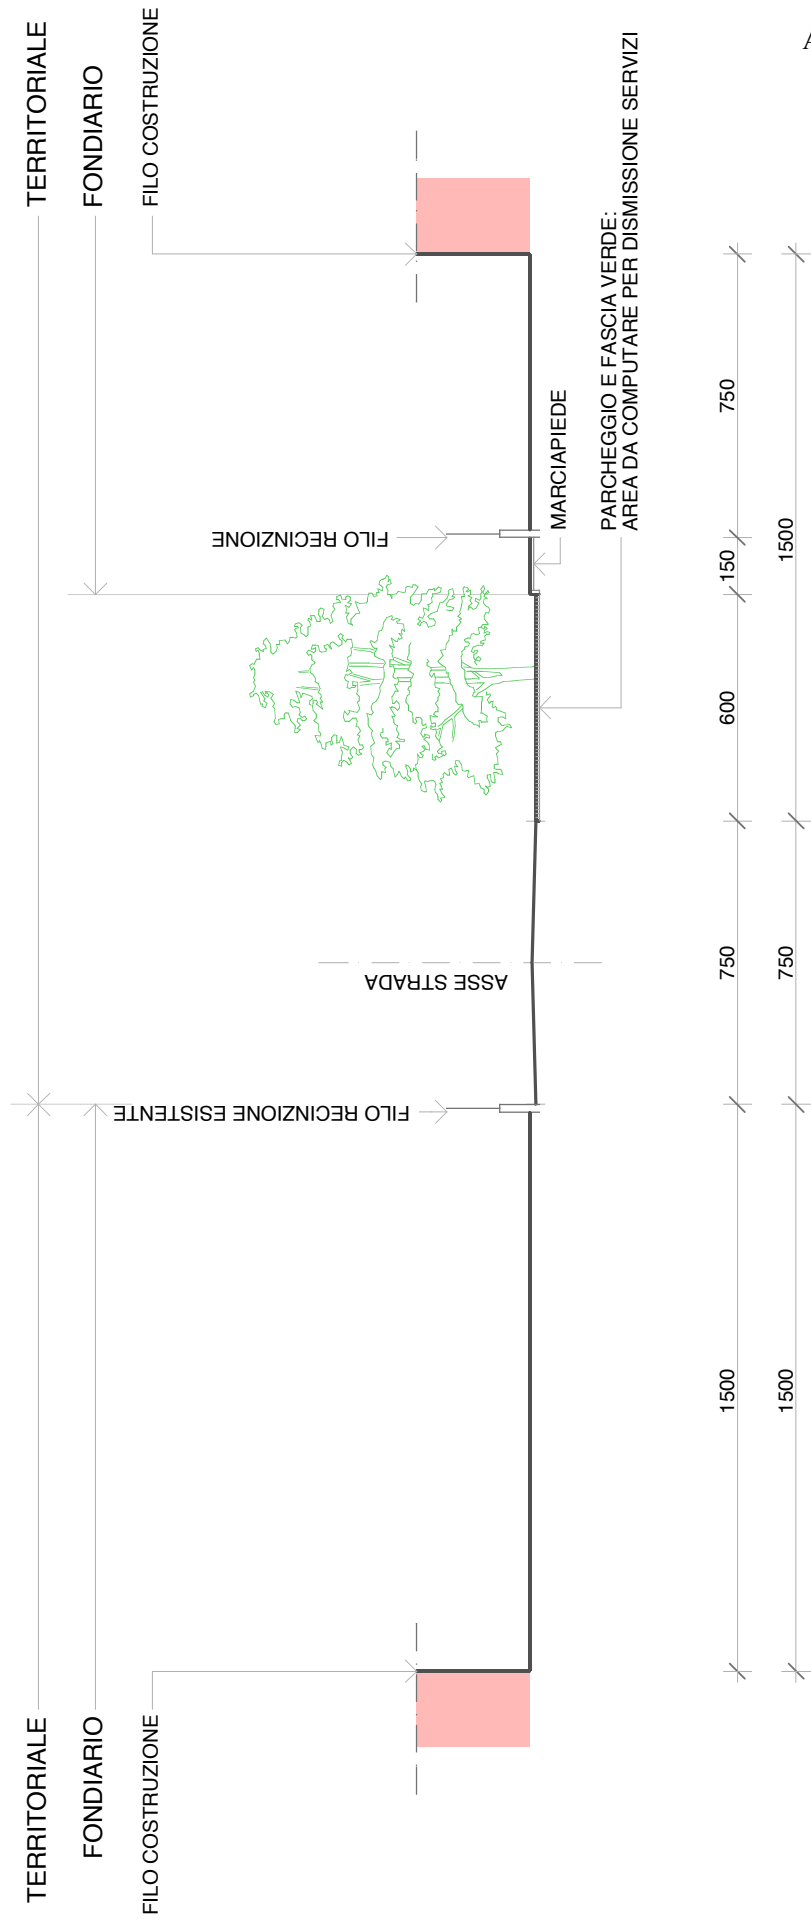 TERRITORIALE
FONDIARIO
FILO COSTRUZIONE
A
FILO RECINZIONE
MARCIAPIEDE
PARCHEGGIO E FASCIA VERDE:
AREA DA COMPUTARE PER DISMISSIONE SERVIZI
ASSE STRADA
FILO RECINZIONE ESISTENTE
TERRITORIALE
FONDIARIO
FILO COSTRUZIONE
1500
750
600
150
750
1500
750
1500